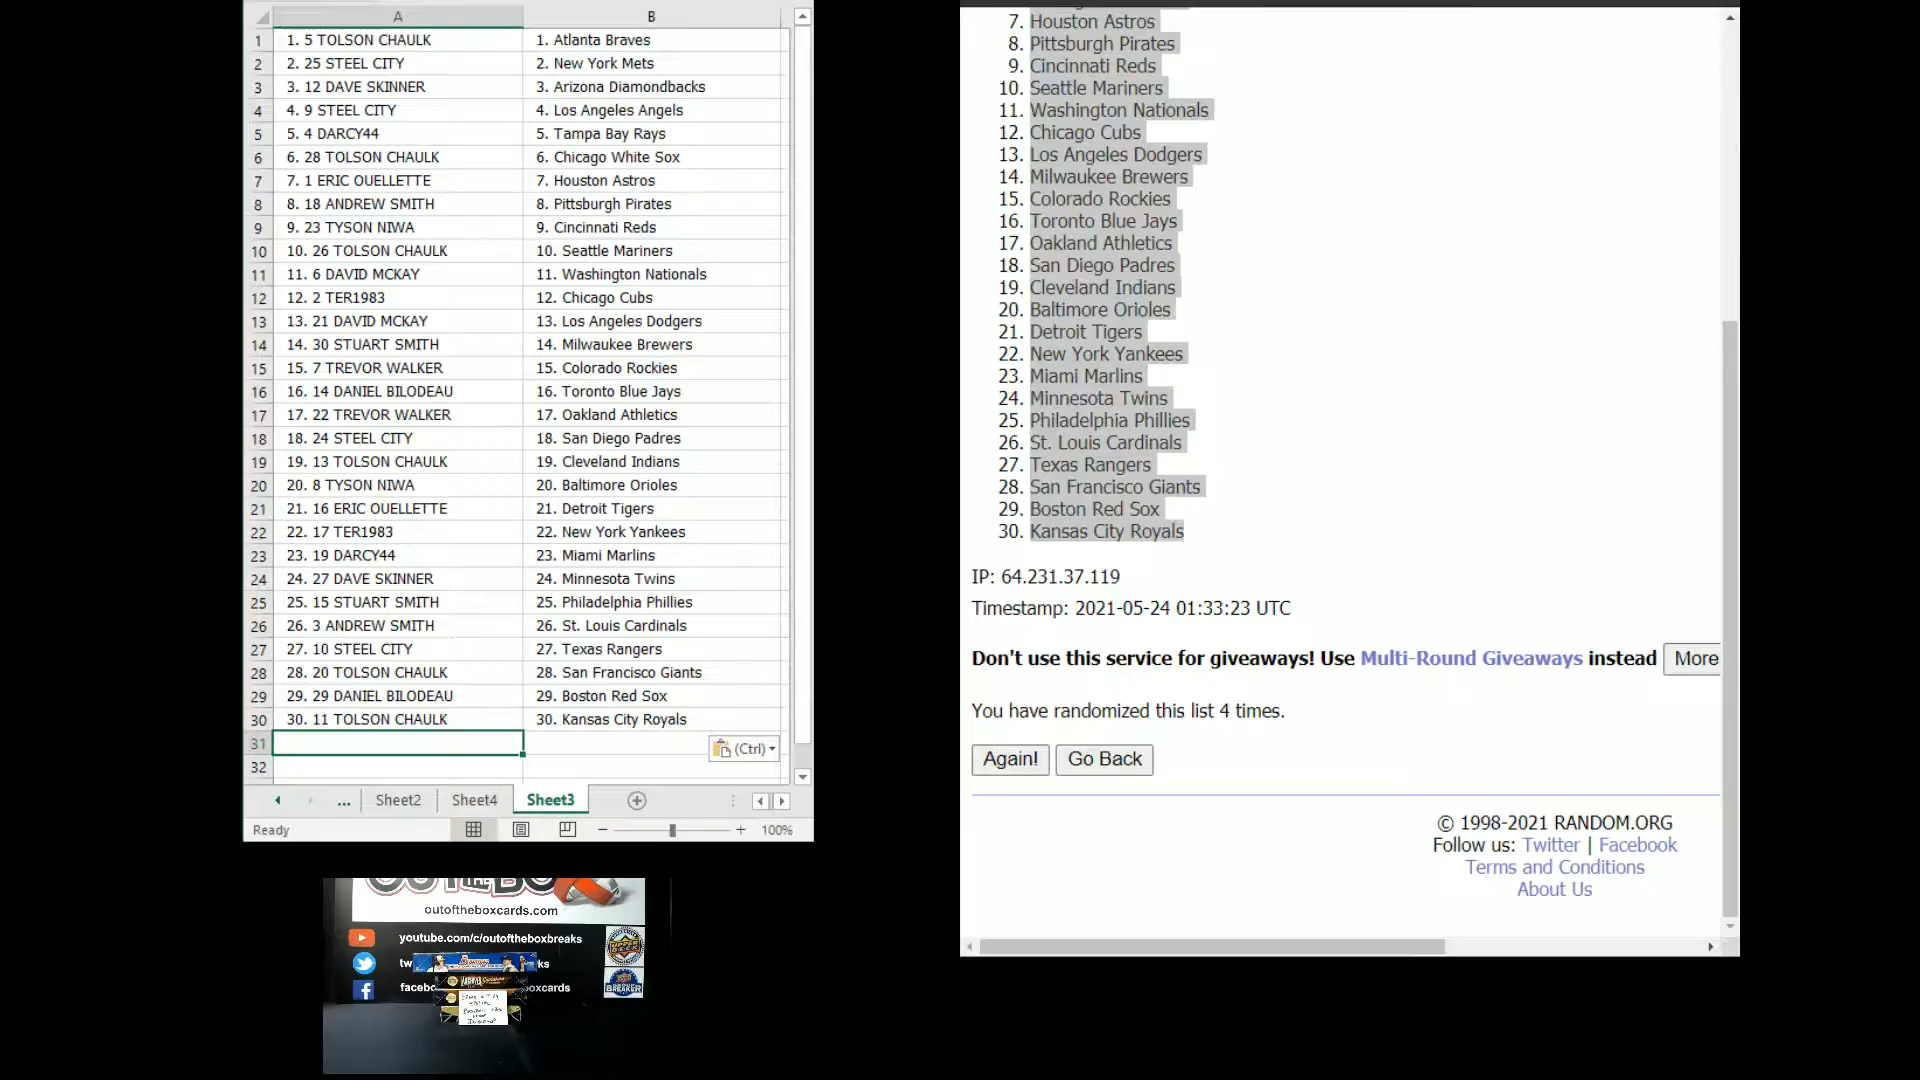 A B
1 1. 5 TOLSON CHAULK 1. Atlanta Braves
2 2. 25 STEEL CITY 2. New York Mets
3 3. 12 DAVE SKINNER 3. Arizona Diamondbacks
4 4. 9 STEEL CITY 4. Los Angeles Angels
5 5. 4 DARCY44 5. Tampa Bay Rays
6 6. 28 TOLSON CHAULK 6. Chicago White Sox
7 7. 1 ERIC OUELLETTE 7. Houston Astros
8 8. 18 ANDREW SMITH 8. Pittsburgh Pirates
9 9. 23 TYSON NIWA 9. Cincinnati Reds
10 10. 26 TOLSON CHAULK 10. Seattle Mariners
11 11. 6 DAVID MCKAY 11. Washington Nationals
12 12. 2 TER1983 12. Chicago Cubs
13 13. 21 DAVID MCKAY 13. Los Angeles Dodgers
14 14. 30 STUART SMITH 14. Milwaukee Brewers
15 15. 7 TREVOR WALKER 15. Colorado Rockies
16 16. 14 DANIEL BILODEAU 16. Toronto Blue Jays
17 17. 22 TREVOR WALKER 17. Oakland Athletics
18 18. 24 STEEL CITY 18. San Diego Padres
19 19. 13 TOLSON CHAULK 19. Cleveland Indians
20 20. 8 TYSON NIWA 20. Baltimore Orioles
21 21. 16 ERIC OUELLETTE 21. Detroit Tigers
22 22. 17 TER1983 22. New York Yankees
23 23. 19 DARCY44 23. Miami Marlins
24 24. 27 DAVE SKINNER 24. Minnesota Twins
25 25. 15 STUART SMITH 25. Philadelphia Phillies
26 26. 3 ANDREW SMITH 26. St. Louis Cardinals
27 27. 10 STEEL CITY 27. Texas Rangers
28 28. 20 TOLSON CHAULK 28. San Francisco Giants
29 29. 29 DANIEL BILODEAU 29. Boston Red Sox
30 30. 11 TOLSON CHAULK 30. Kansas City Royals
31 (Ctrl)
32
... Sheet2 Sheet4 Sheet3
Ready 100%
outoftheboxcards.com
youtube.com/c/outoftheboxbreaks
tw ks
facebo boxcards
7. Houston Astros
8. Pittsburgh Pirates
9. Cincinnati Reds
10. Seattle Mariners
11. Washington Nationals
12. Chicago Cubs
13. Los Angeles Dodgers
14. Milwaukee Brewers
15. Colorado Rockies
16. Toronto Blue Jays
17. Oakland Athletics
18. San Diego Padres
19. Cleveland Indians
20. Baltimore Orioles
21. Detroit Tigers
22. New York Yankees
23. Miami Marlins
24. Minnesota Twins
25. Philadelphia Phillies
26. St. Louis Cardinals
27. Texas Rangers
28. San Francisco Giants
29. Boston Red Sox
30. Kansas City Royals
IP: 64.231.37.119
Timestamp: 2021-05-24 01:33:23 UTC
Don't use this service for giveaways! Use Multi-Round Giveaways instead More
You have randomized this list 4 times.
Again! Go Back
© 1998-2021 RANDOM.ORG
Follow us: Twitter | Facebook
Terms and Conditions
About Us